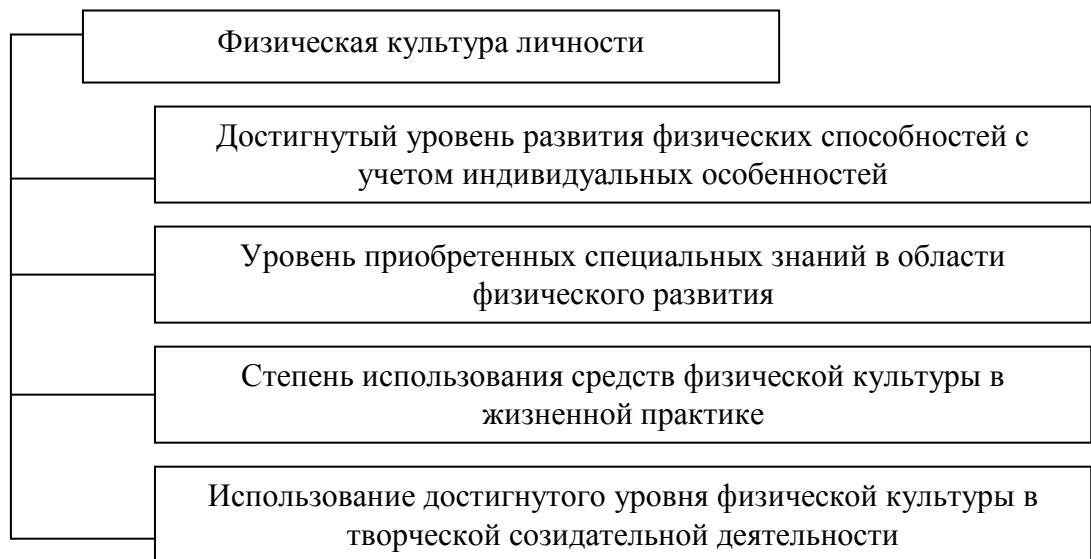 Физическая культура личности
Достигнутый уровень развития физических способностей с
учетом индивидуальных особенностей
Уровень приобретенных специальных знаний в области
физического развития
Степень использования средств физической культуры в
жизненной практике
Использование достигнутого уровня физической культуры в
творческой созидательной деятельности